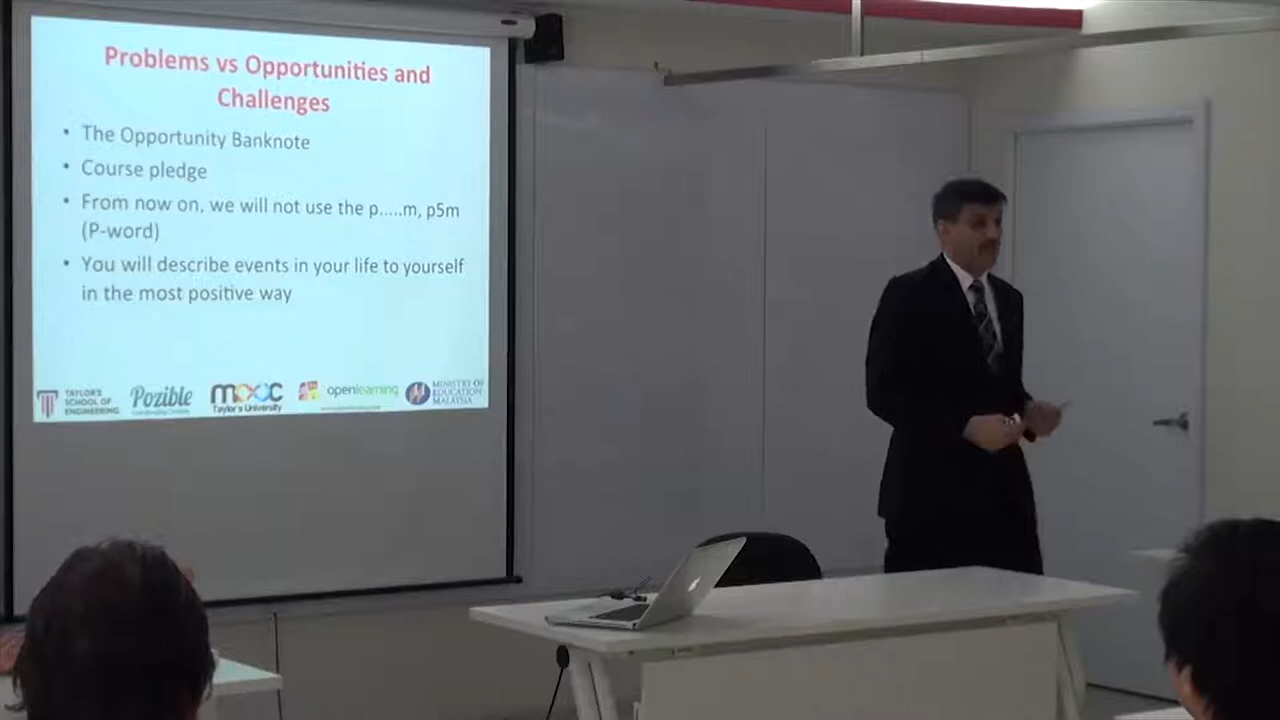 Problems vs Opportunities and
Challenges
• The Opportunity Banknote
• Course pledge
• From now on, we will not use the p.....m, p5m
(P-word)
• You will describe events in your life to yourself
in the most positive way
TAYLOR'S
SCHOOL OF
ENGINEERING
Pozible
mooc
Taylor's University
openlearning
MINISTRY OF
EDUCATION
MALAYSIA